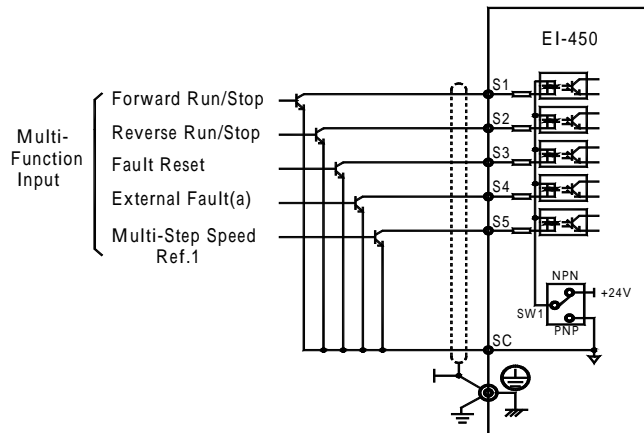 EI-450
Multi-
Function
Input
Forward Run/Stop
Reverse Run/Stop
Fault Reset
External Fault(a)
Multi-Step Speed
Ref.1
S1
S2
S3
S4
S5
NPN
+24V
SW1
PNP
SC